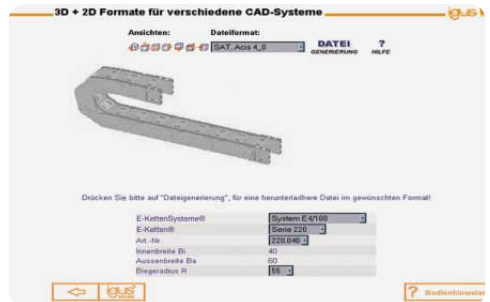 3D + 2D Formate für verschiedene CAD-Systeme
igus
Ansichten: Dateiformat:
SAT, Acis 4_0
DATEI ?
GENERIERUNG HILFE
Drücken Sie bitte auf "Dateigenerierung", für eine herunterladbare Datei im gewünschten Format!
E-KettenSysteme® System E4/100
E-Ketten® Serie 220
Art.-Nr. 220.040
Innenbreite Bi 40
Aussenbreite Ba 60
Biegeradius R 55
igus
? Bedienhinweise